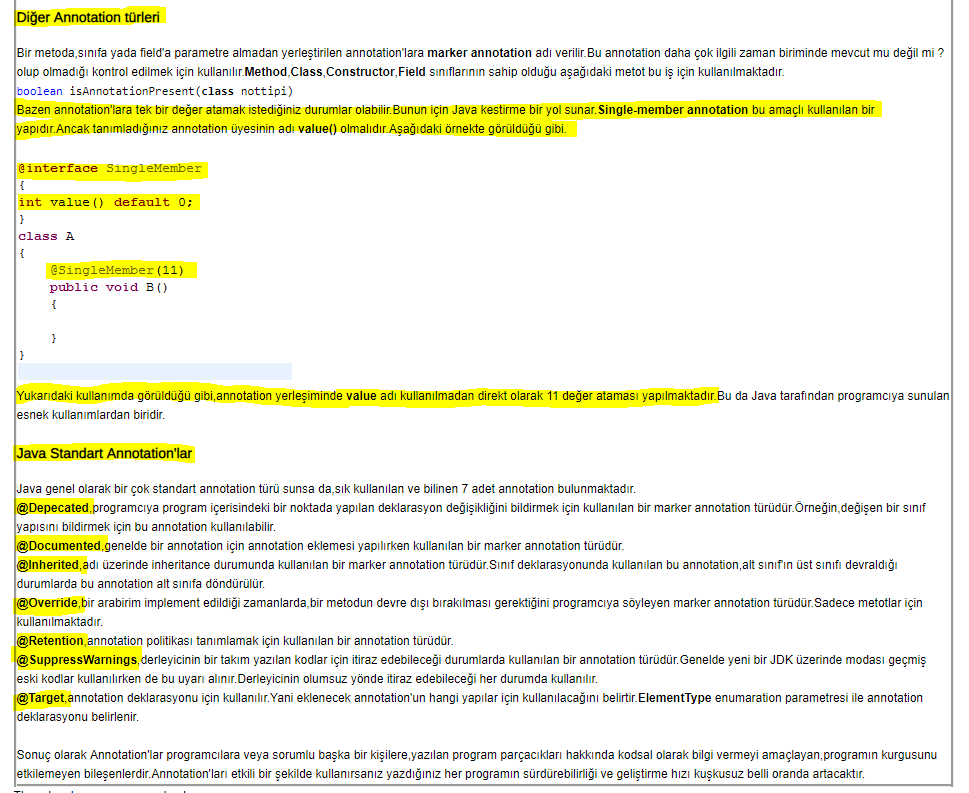 Diğer Annotation türleri
Bir metoda,sınıfa yada field'a parametre almadan yerleştirilen annotation'lara marker annotation adı verilir.Bu annotation daha çok ilgili zaman biriminde mevcut mu değil mi ?
olup olmadığı kontrol edilmek için kullanılır.Method,Class,Constructor,Field sınıflarının sahip olduğu aşağıdaki metot bu iş için kullanılmaktadır.
boolean isAnnotationPresent(class nottipi)
Bazen annotation'lara tek bir değer atamak istediğiniz durumlar olabilir.Bunun için Java kestirme bir yol sunar.Single-member annotation bu amaçlı kullanılan bir
yapıdır.Ancak tanımladığınız annotation üyesinin adı value() olmalıdır.Aşağıdaki örnekte görüldüğü gibi.
@interface SingleMember
{
int value() default 0;
}
class A
{
@SingleMember(11)
public void B()
{
}
}
Yukarıdaki kullanımda görüldüğü gibi,annotation yerleşiminde value adı kullanılmadan direkt olarak 11 değer ataması yapılmaktadır.Bu da Java tarafından programcıya sunulan
esnek kullanımlardan biridir.
Java Standart Annotation'lar
Java genel olarak bir çok standart annotation türü sunsa da,sık kullanılan ve bilinen 7 adet annotation bulunmaktadır.
@Depecated,programcıya program içerisindeki bir noktada yapılan deklarasyon değişikliğini bildirmek için kullanılan bir marker annotation türüdür.Örneğin,değişen bir sınıf
yapısını bildirmek için bu annotation kullanılabilir.
@Documented,genelde bir annotation için annotation eklemesi yapılırken kullanılan bir marker annotation türüdür.
@Inherited,adı üzerinde inheritance durumunda kullanılan bir marker annotation türüdür.Sınıf deklarasyonunda kullanılan bu annotation,alt sınıf'ın üst sınıfı devraldığı
durumlarda bu annotation alt sınıfa döndürülür.
@Override,bir arabirim implement edildiği zamanlarda,bir metodun devre dışı bırakılması gerektiğini programcıya söyleyen marker annotation türüdür.Sadece metotlar için
kullanılmaktadır.
@Retention,annotation politikası tanımlamak için kullanılan bir annotation türüdür.
@SuppressWarnings,derleyicinin bir takım yazılan kodlar için itiraz edebileceği durumlarda kullanılan bir annotation türüdür.Genelde yeni bir JDK üzerinde modası geçmiş
eski kodlar kullanılırken de bu uyarı alınır.Derleyicinin olumsuz yönde itiraz edebileceği her durumda kullanılır.
@Target,annotation deklarasyonu için kullanılır.Yani eklenecek annotation'un hangi yapılar için kullanılacağını belirtir.ElementType enumaration parametresi ile annotation
deklarasyonu belirlenir.
Sonuç olarak Annotation'lar programcılara veya sorumlu başka bir kişilere,yazılan program parçacıkları hakkında kodsal olarak bilgi vermeyi amaçlayan,programın kurgusunu
etkilemeyen bileşenlerdir.Annotation'ları etkili bir şekilde kullanırsanız yazdığınız her programın sürdürebilirliği ve geliştirme hızı kuşkusuz belli oranda artacaktır.